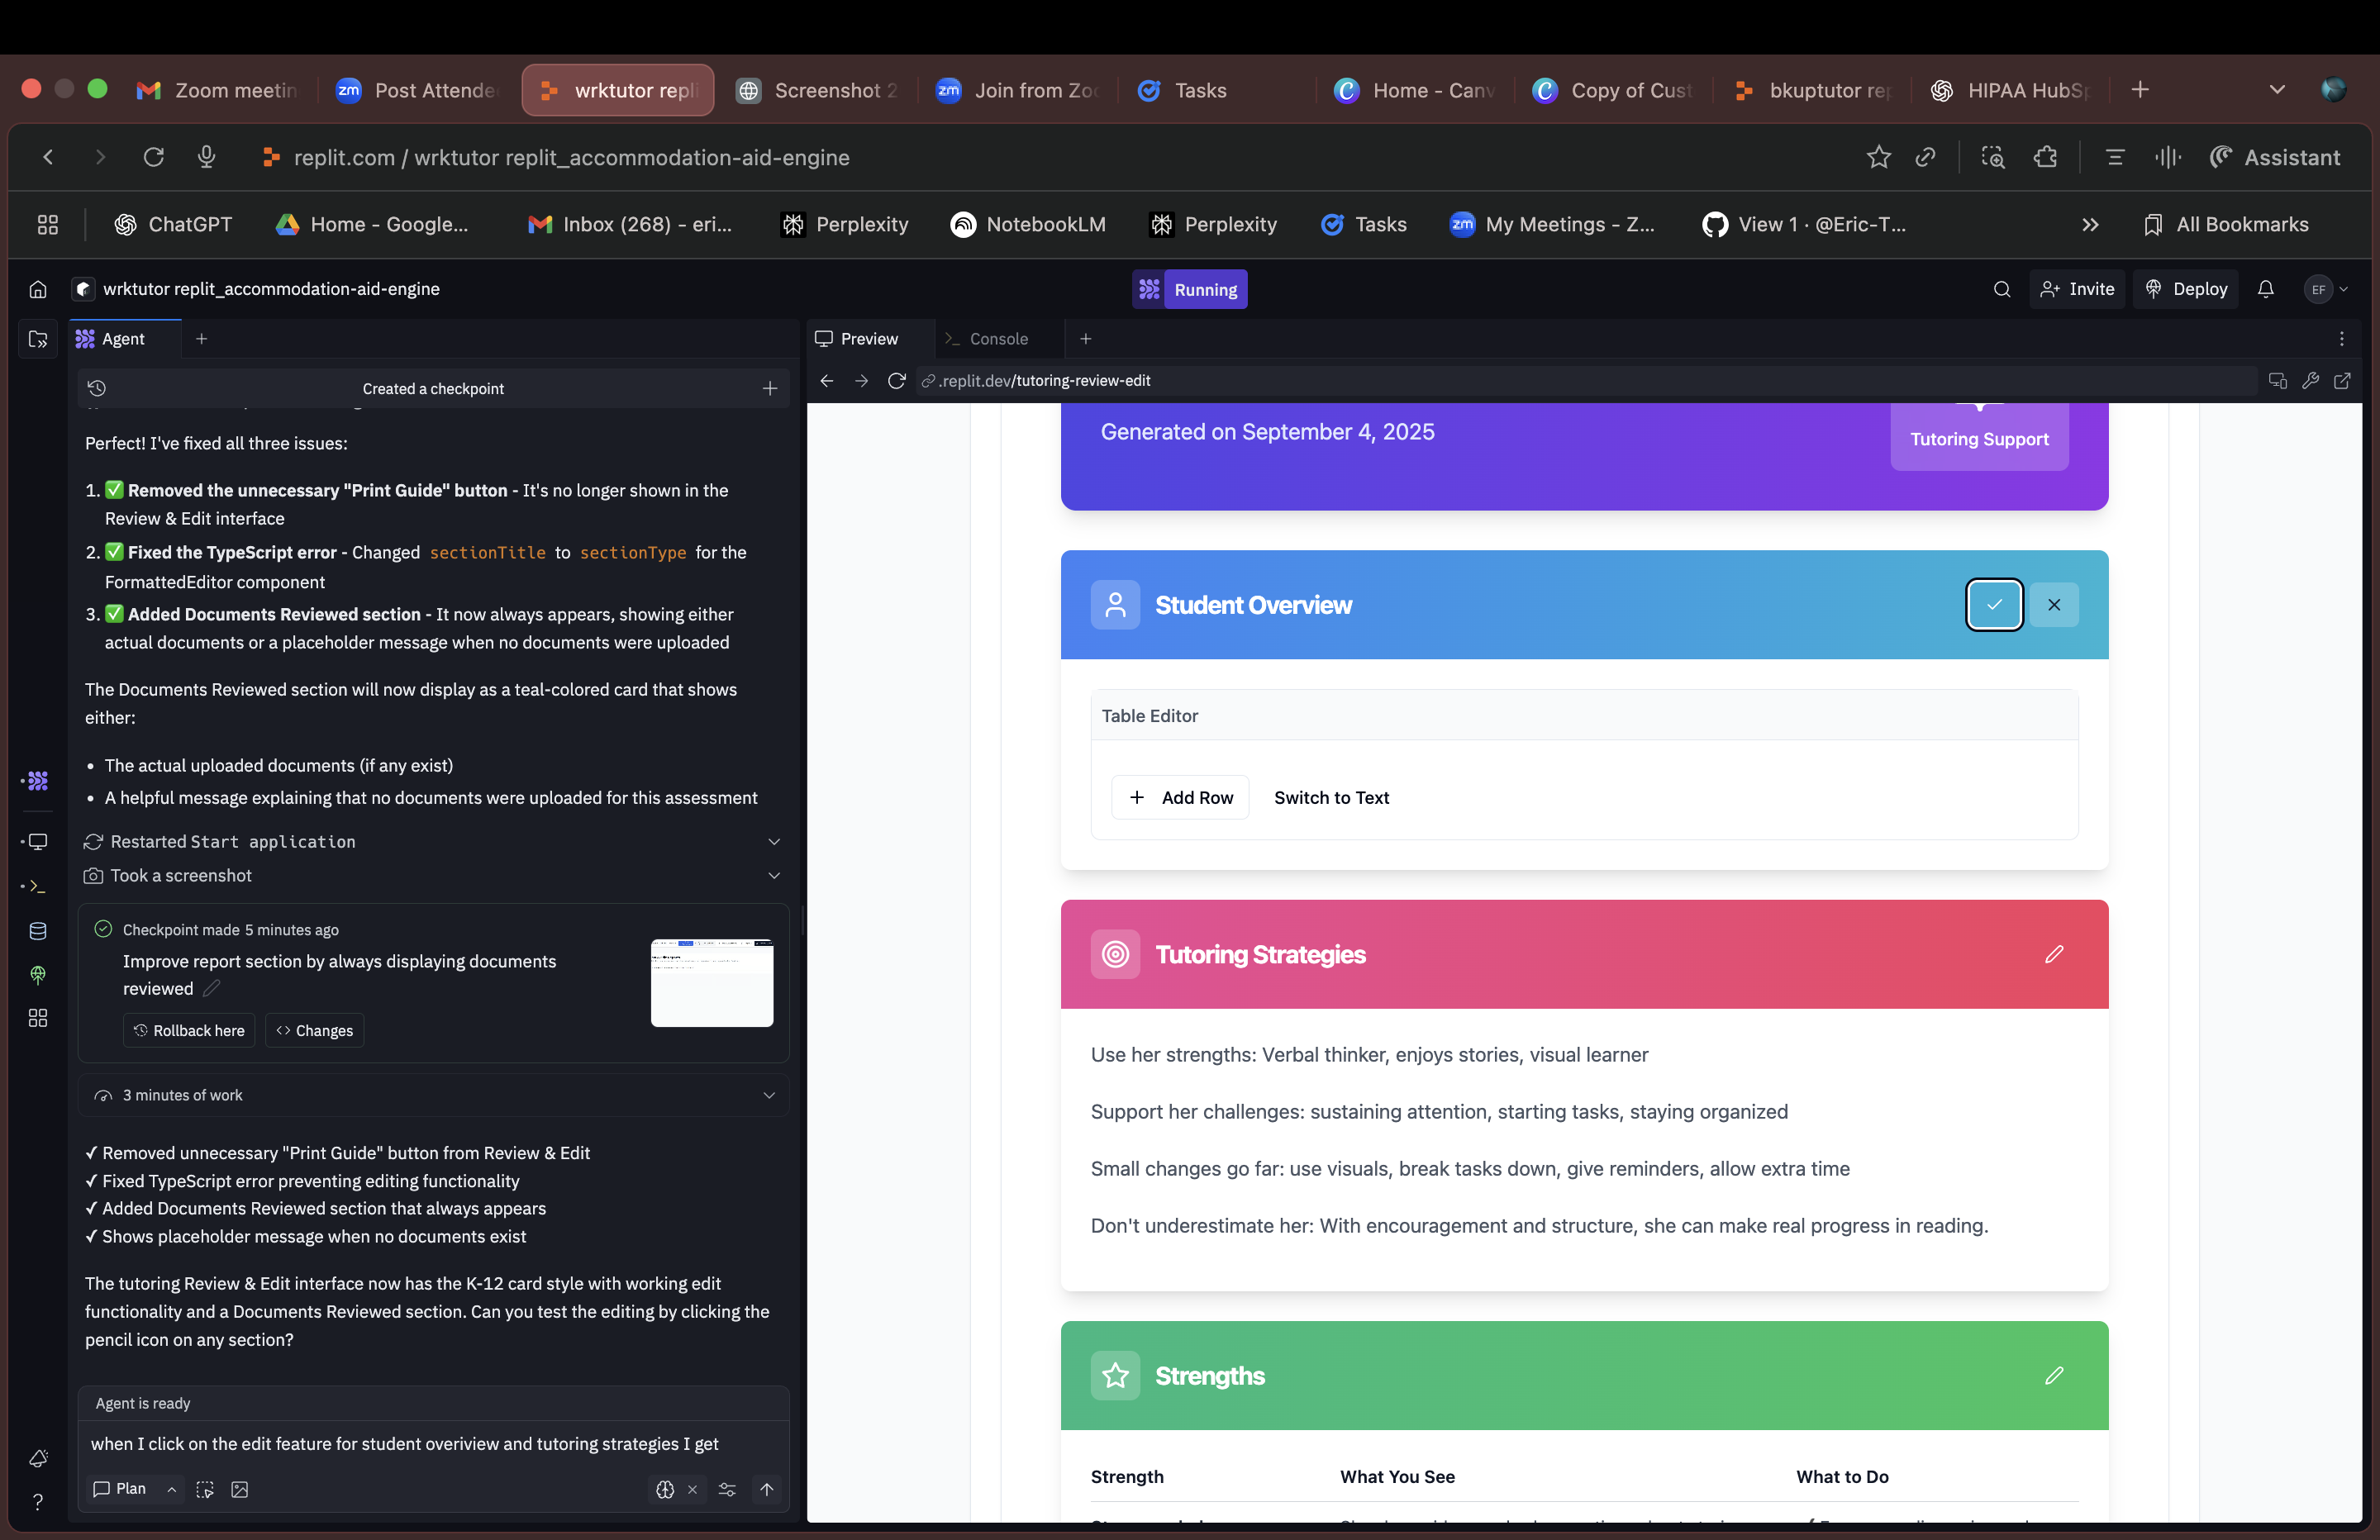 Zoom meetin
Post Attende
wrktutor repli
Screenshot 2
Join from Zoo
Tasks
Home - Canv
Copy of Cust
bkuptutor rep
HIPAA HubSp
replit.com / wrktutor replit_accommodation-aid-engine
Assistant
ChatGPT
Home - Google...
Inbox (268) - eri...
Perplexity
NotebookLM
Perplexity
Tasks
My Meetings - Z...
View 1 · @Eric-T...
All Bookmarks
wrktutor replit_accommodation-aid-engine
Running
Invite
Deploy
EF
Agent
Created a checkpoint
Perfect! I've fixed all three issues:
1. ✅ Removed the unnecessary "Print Guide" button - It's no longer shown in the
Review & Edit interface
2. ✅ Fixed the TypeScript error - Changed sectionTitle to sectionType for the
FormattedEditor component
3. ✅ Added Documents Reviewed section - It now always appears, showing either
actual documents or a placeholder message when no documents were uploaded
The Documents Reviewed section will now display as a teal-colored card that shows
either:
• The actual uploaded documents (if any exist)
• A helpful message explaining that no documents were uploaded for this assessment
Restarted Start application
Took a screenshot
Checkpoint made 5 minutes ago
Improve report section by always displaying documents
reviewed
Rollback here
Changes
3 minutes of work
✓ Removed unnecessary "Print Guide" button from Review & Edit
✓ Fixed TypeScript error preventing editing functionality
✓ Added Documents Reviewed section that always appears
✓ Shows placeholder message when no documents exist
The tutoring Review & Edit interface now has the K-12 card style with working edit
functionality and a Documents Reviewed section. Can you test the editing by clicking the
pencil icon on any section?
Agent is ready
when I click on the edit feature for student overiview and tutoring strategies I get
Plan
Preview
Console
.replit.dev/tutoring-review-edit
Generated on September 4, 2025
Tutoring Support
Student Overview
Table Editor
Add Row
Switch to Text
Tutoring Strategies
Use her strengths: Verbal thinker, enjoys stories, visual learner
Support her challenges: sustaining attention, starting tasks, staying organized
Small changes go far: use visuals, break tasks down, give reminders, allow extra time
Don't underestimate her: With encouragement and structure, she can make real progress in reading.
Strengths
Strength What You See What to Do